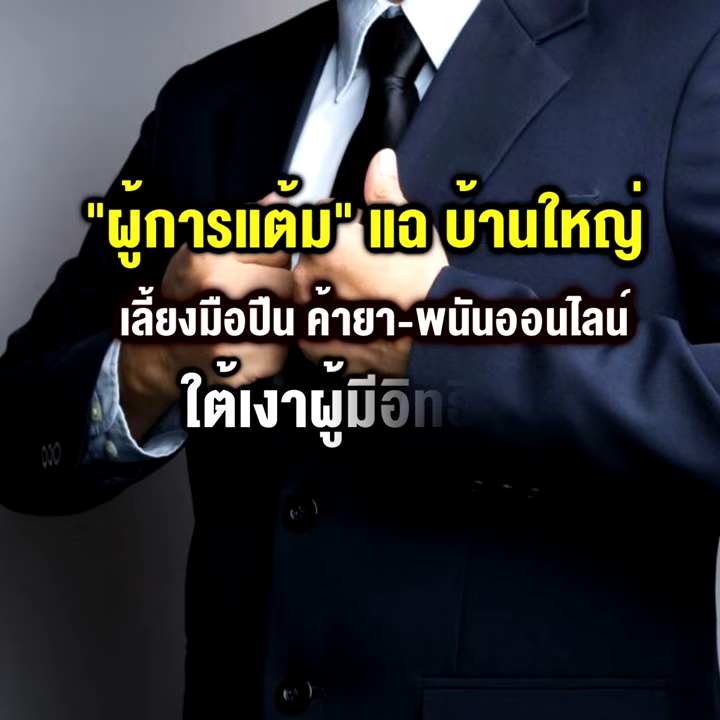 "ผู้การแต้ม" แฉ บ้านใหญ่
เลี้ยงมือปืน ค้ายา-พนันออนไลน์
ใต้เงาผู้มีอิท